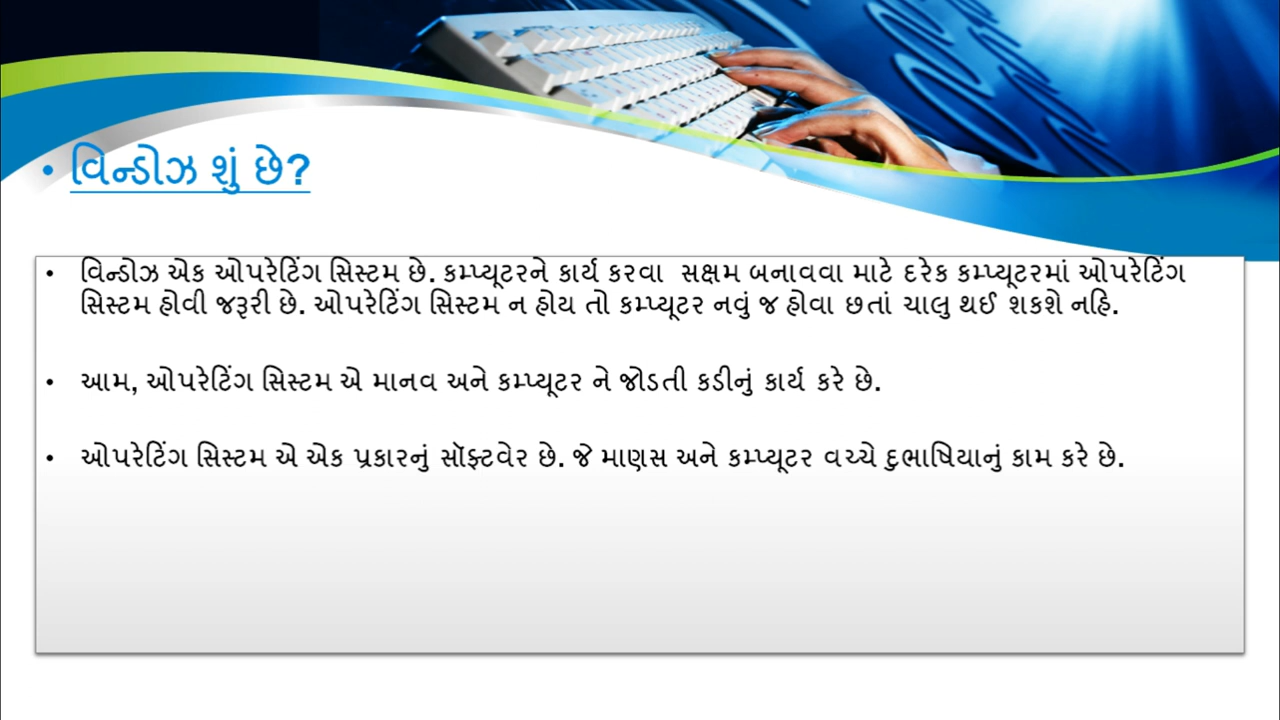 • વિન્ડોઝ શું છે?
• વિન્ડોઝ એક ઓપરેટિંગ સિસ્ટમ છે. કમ્પ્યૂટરને કાર્ય કરવા સક્ષમ બનાવવા માટે દરેક કમ્પ્યૂટરમાં ઓપરેટિંગ
સિસ્ટમ હોવી જરૂરી છે. ઓપરેટિંગ સિસ્ટમ ન હોય તો કમ્પ્યૂટર નવું જ હોવા છતાં ચાલુ થઈ શકશે નહિ.
• આમ, ઓપરેટિંગ સિસ્ટમ એ માનવ અને કમ્પ્યૂટર ને જોડતી કડીનું કાર્ય કરે છે.
• ઓપરેટિંગ સિસ્ટમ એ એક પ્રકારનું સૉફ્ટવેર છે. જે માણસ અને કમ્પ્યૂટર વચ્ચે દુભાષિયાનું કામ કરે છે.